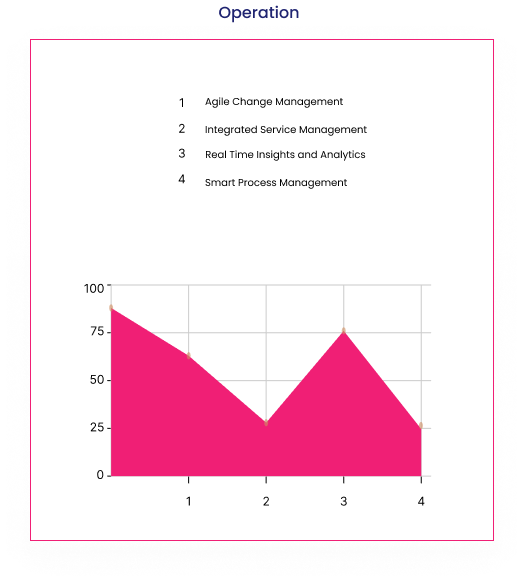 Operation
1 Agile Change Management
2 Integrated Service Management
3 Real Time Insights and Analytics
4 Smart Process Management
100
75
50
25
0
1 2 3 4